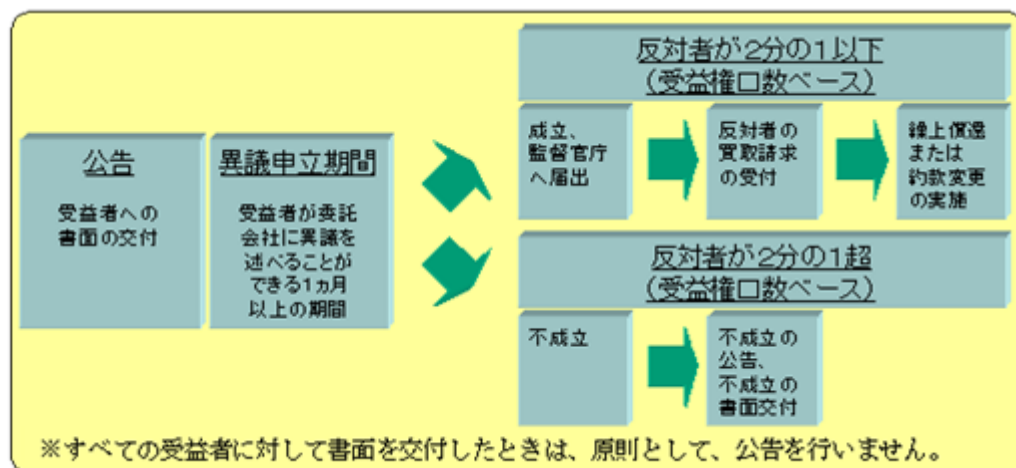 公告
受益者への
書面の交付
異議申立期間
受益者が委託
会社に異議を
述べることが
できる1ヵ月
以上の期間
反対者が2分の1以下
(受益権口数ベース)
成立、
監督官庁
へ届出
反対者の
買取請求
の受付
繰上償還
または
約款変更
の実施
反対者が2分の1超
(受益権口数ベース)
不成立
不成立の
公告、
不成立の
書面交付
※すべての受益者に対して書面を交付したときは、原則として、公告を行いません。